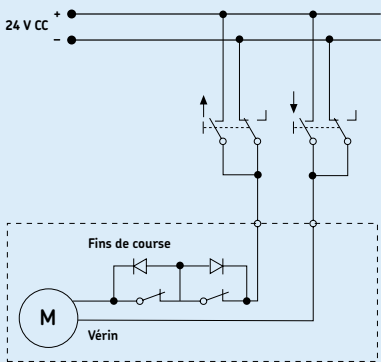 +
24 V CC
–
Fins de course
M
Vérin